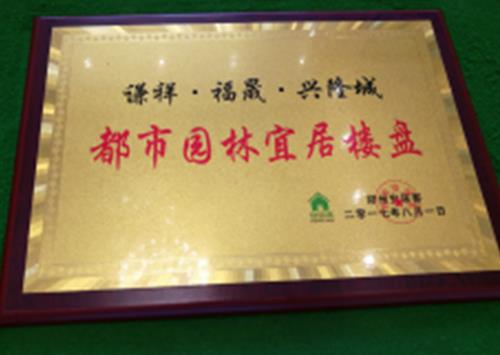 谦祥·福晟·兴隆城
都市园林宜居楼盘
二零一七年八月一日